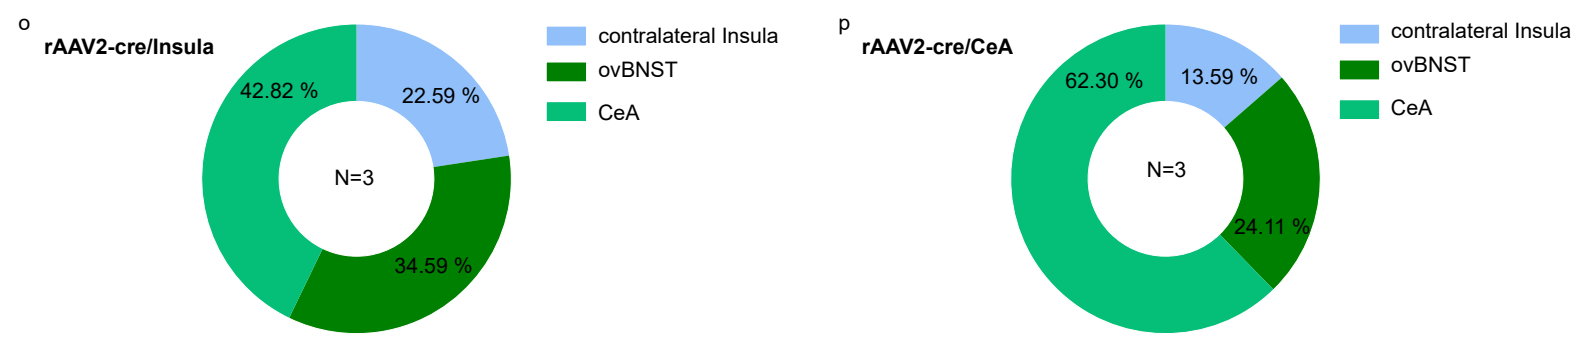 o
rAAV2-cre/Insula
42.82 %
22.59 %
N=3
34.59 %
contralateral Insula
ovBNST
CeA
p
rAAV2-cre/CeA
62.30 %
13.59 %
N=3
24.11 %
contralateral Insula
ovBNST
CeA